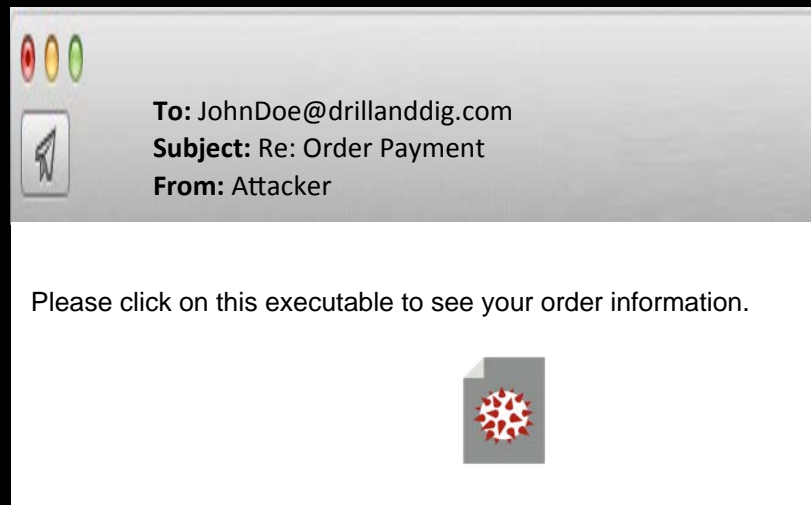 To: JohnDoe@drillanddig.com
Subject: Re: Order Payment
From: Attacker
Please click on this executable to see your order information.